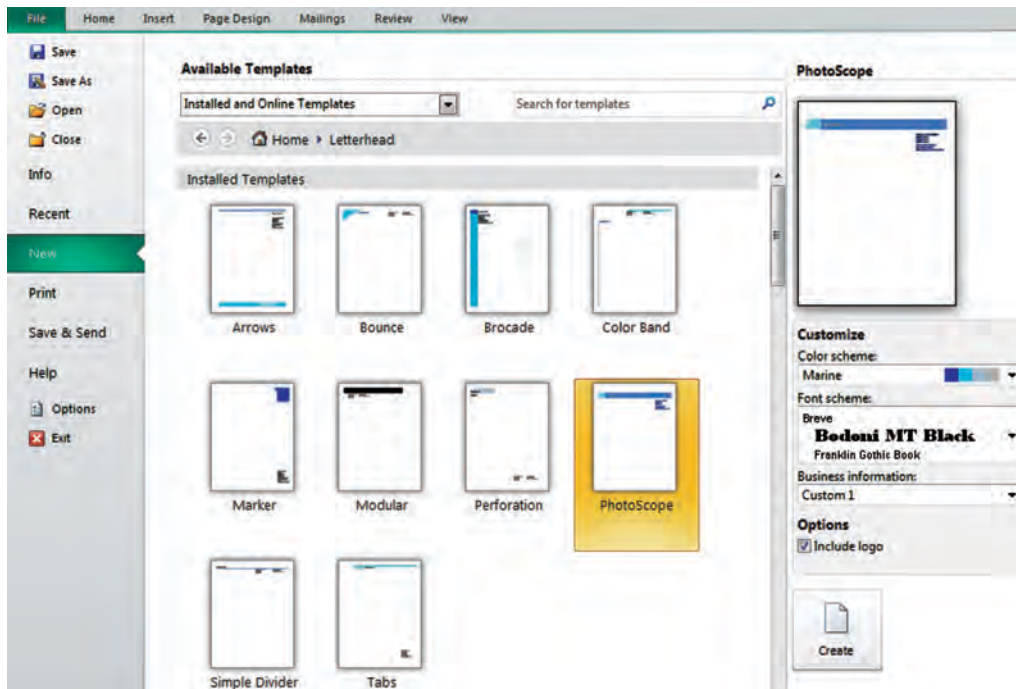 File Home Insert Page Design Mailings Review View
Save
Save As
Open
Close
Info
Recent
New
Print
Save & Send
Help
Options
Exit
Available Templates
Installed and Online Templates
Search for templates
Home Letterhead
Installed Templates
Arrows Bounce Brocade Color Band
Marker Modular Perforation PhotoScope
Simple Divider Tabs
PhotoScope
Customize
Color scheme:
Marine
Font scheme:
Breve
Bodoni MT Black
Franklin Gothic Book
Business information:
Custom 1
Options
Include logo
Create